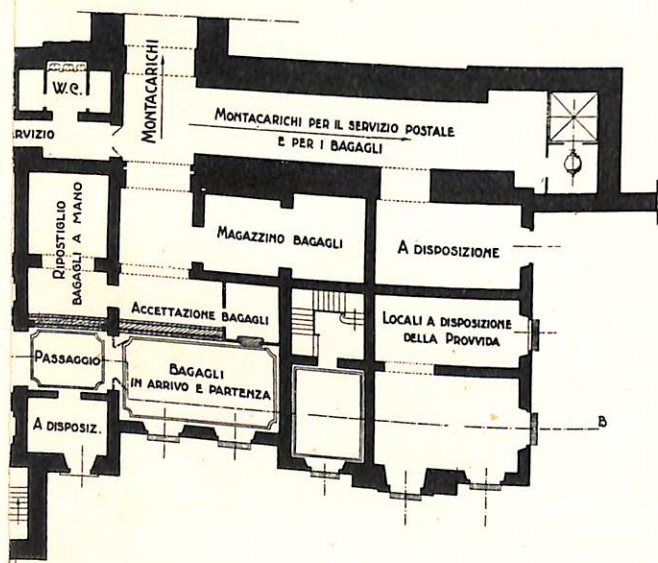 W.C.
RVIZIO
MONTACARICHI
MONTACARICHI PER IL SERVIZIO POSTALE
E PER I BAGAGLI
RIPOSTIGLIO
BAGAGLI A MANO
MAGAZZINO BAGAGLI
A DISPOSIZIONE
ACCETTAZIONE BAGAGLI
LOCALI A DISPOSIZIONE
DELLA PROVVIDA
PASSAGGIO
BAGAGLI
IN ARRIVO E PARTENZA
A DISPOSIZ.
B